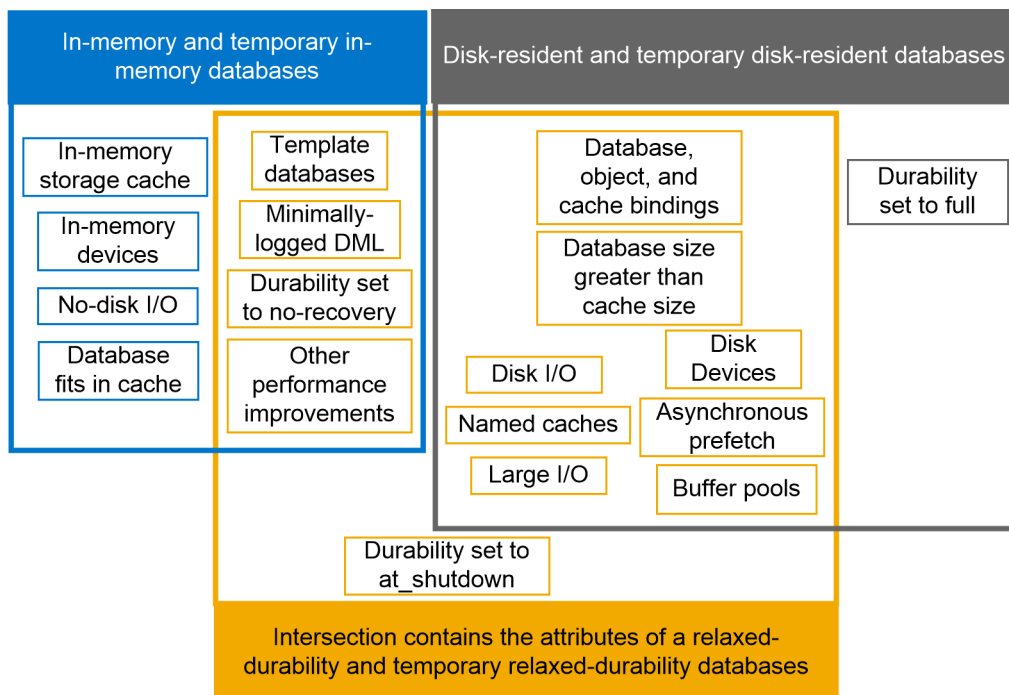 In-memory and temporary in-
memory databases
Disk-resident and temporary disk-resident databases
In-memory
storage cache
In-memory
devices
No-disk I/O
Database
fits in cache
Template
databases
Minimally-
logged DML
Durability set
to no-recovery
Other
performance
improvements
Database,
object, and
cache bindings
Database size
greater than
cache size
Disk I/O
Named caches
Large I/O
Disk
Devices
Asynchronous
prefetch
Buffer pools
Durability
set to full
Durability set to
at_shutdown
Intersection contains the attributes of a relaxed-
durability and temporary relaxed-durability databases